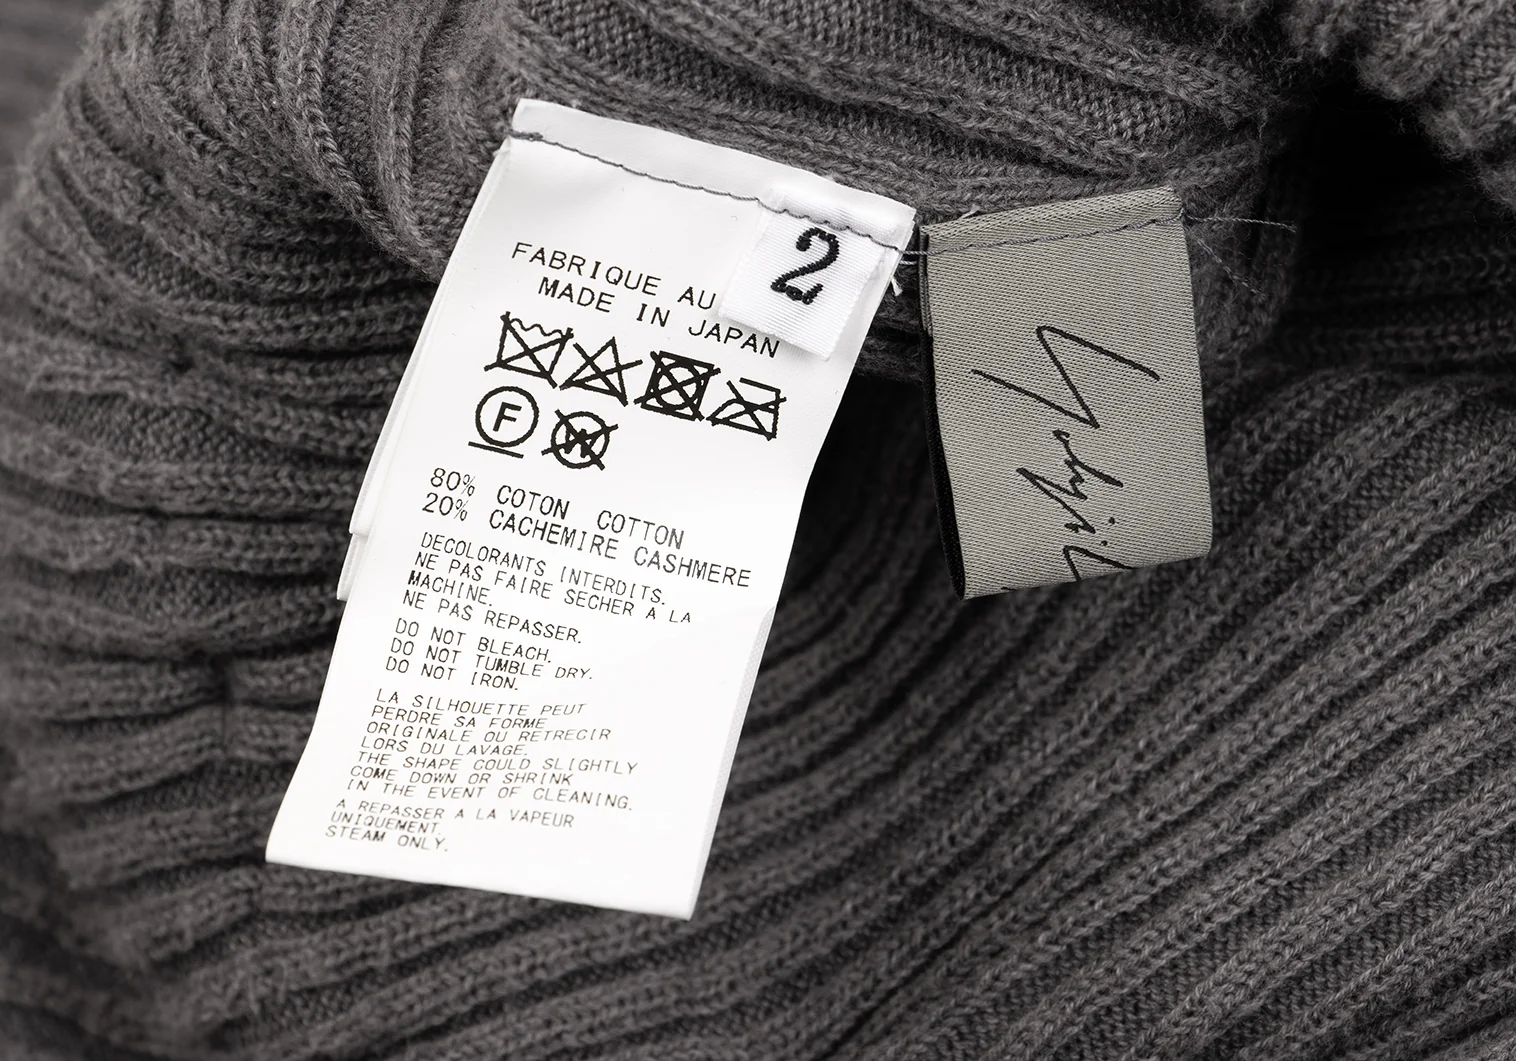 2
FABRIQUE AU
MADE IN JAPAN
F
W
80% COTON COTTON
20% CACHEMIRE CASHMERE
DECOLORANTS INTERDITS.
NE PAS FAIRE SECHER A LA
MACHINE.
NE PAS REPASSER.
DO NOT BLEACH.
DO NOT TUMBLE DRY.
DO NOT IRON.
LA SILHOUETTE PEUT
PERDRE SA FORME
ORIGINALE OU RETRECIR
LORS DU LAVAGE.
THE SHAPE COULD SLIGHTLY
COME DOWN OR SHRINK
IN THE EVENT OF CLEANING.
A REPASSER A LA VAPEUR
UNIQUEMENT.
STEAM ONLY.